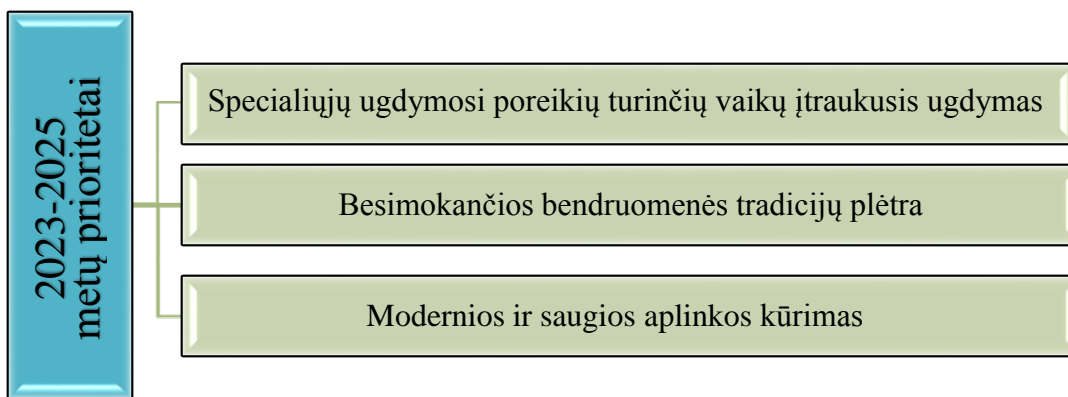 2023-2025
metų prioritetai
Specialiųjų ugdymosi poreikių turinčių vaikų įtraukusis ugdymas
Besimokančios bendruomenės tradicijų plėtra
Modernios ir saugios aplinkos kūrimas